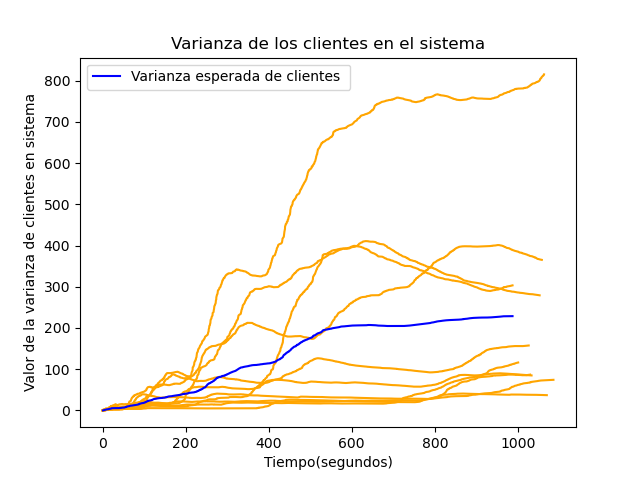 Varianza de los clientes en el sistema
Varianza esperada de clientes
Valor de la varianza de clientes en sistema
800
700
600
500
400
300
200
100
0
0 200 400 600 800 1000
Tiempo(segundos)